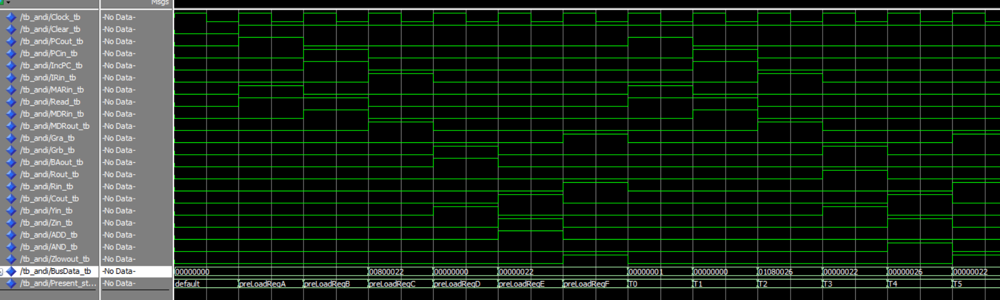 Msgs
/tb_andi/Clock_tb -No Data-
/tb_andi/Clear_tb -No Data-
/tb_andi/PCout_tb -No Data-
/tb_andi/PCin_tb -No Data-
/tb_andi/IncPC_tb -No Data-
/tb_andi/IRin_tb -No Data-
/tb_andi/MARin_tb -No Data-
/tb_andi/Read_tb -No Data-
/tb_andi/MDRin_tb -No Data-
/tb_andi/MDRout_tb -No Data-
/tb_andi/Gra_tb -No Data-
/tb_andi/Grb_tb -No Data-
/tb_andi/BAout_tb -No Data-
/tb_andi/Rout_tb -No Data-
/tb_andi/Rin_tb -No Data-
/tb_andi/Cout_tb -No Data-
/tb_andi/Yin_tb -No Data-
/tb_andi/Zin_tb -No Data-
/tb_andi/ADD_tb -No Data-
/tb_andi/AND_tb -No Data-
/tb_andi/Zlowout_tb -No Data-
/tb_andi/BusData_tb -No Data- 00000000 00800022 00000000 00000022 00000001 00000000 01080026 00000022 00000026 00000022
/tb_andi/Present_st... -No Data- default preLoadRegA preLoadRegB preLoadRegC preLoadRegD preLoadRegE preLoadRegF T0 T1 T2 T3 T4 T5